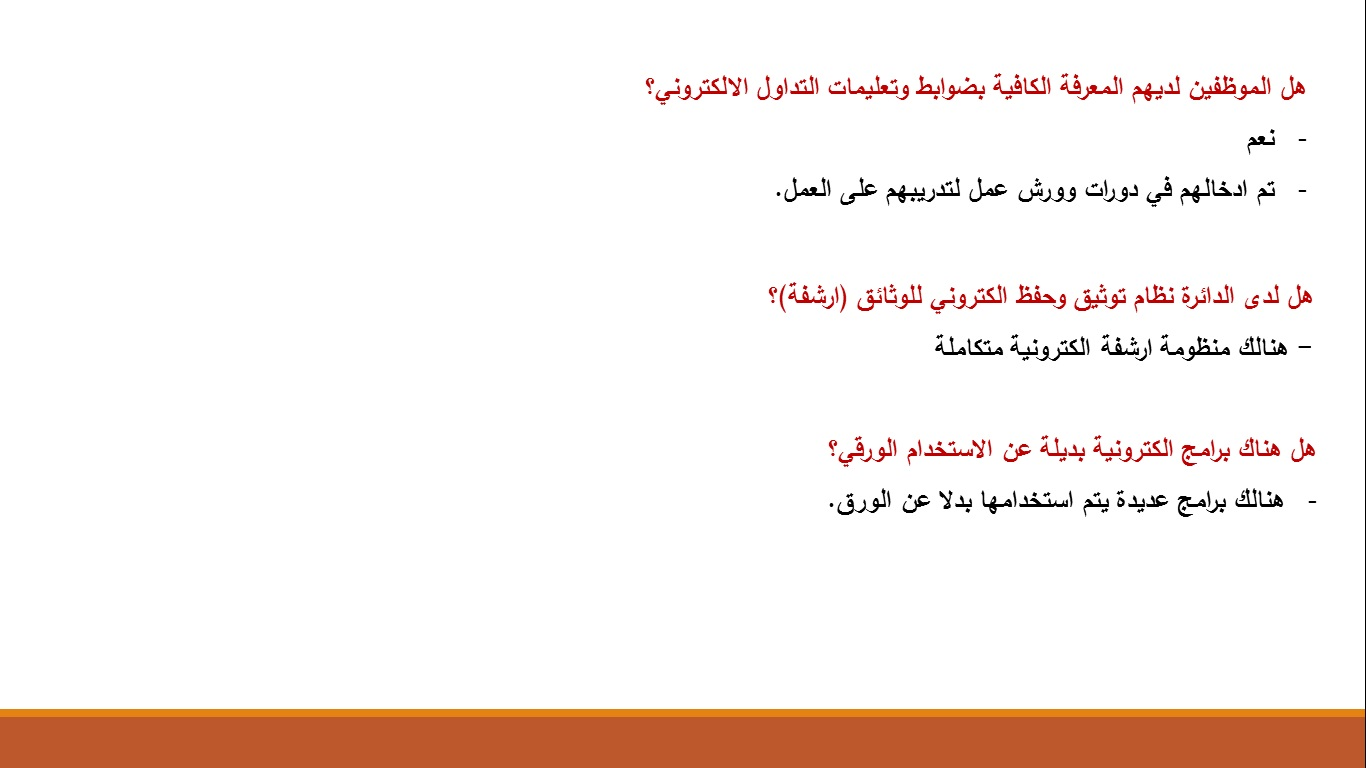 هل الموظفين لديهم المعرفة الكافية بضوابط وتعليمات التداول الالكتروني؟
- نعم
- تم ادخالهم في دورات وورش عمل لتدريبهم على العمل.
هل لدى الدائرة نظام توثيق وحفظ الكتروني للوثائق (ارشفة)؟
– هنالك منظومة ارشفة الكترونية متكاملة
هل هناك برامج الكترونية بديلة عن الاستخدام الورقي؟
- هنالك برامج عديدة يتم استخدامها بدلا عن الورق.